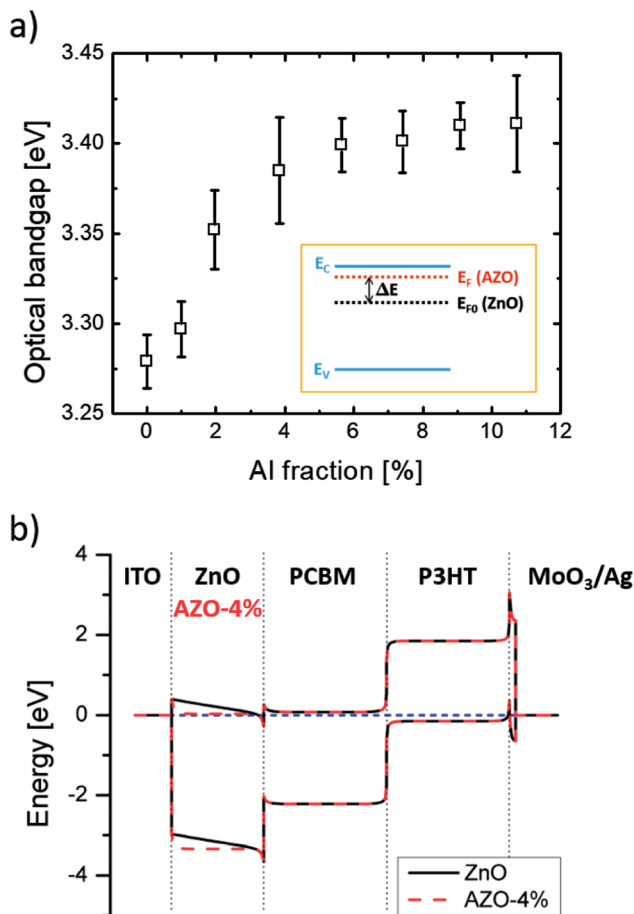 a)
3.45
3.40
3.35
3.30
3.25
Optical bandgap [eV]
E_C
E_F (AZO)
ΔE
E_F0 (ZnO)
E_V
0 2 4 6 8 10 12
Al fraction [%]
b)
4
2
0
-2
-4
Energy [eV]
ITO ZnO PCBM P3HT MoO₃/Ag
AZO-4%
ZnO
AZO-4%